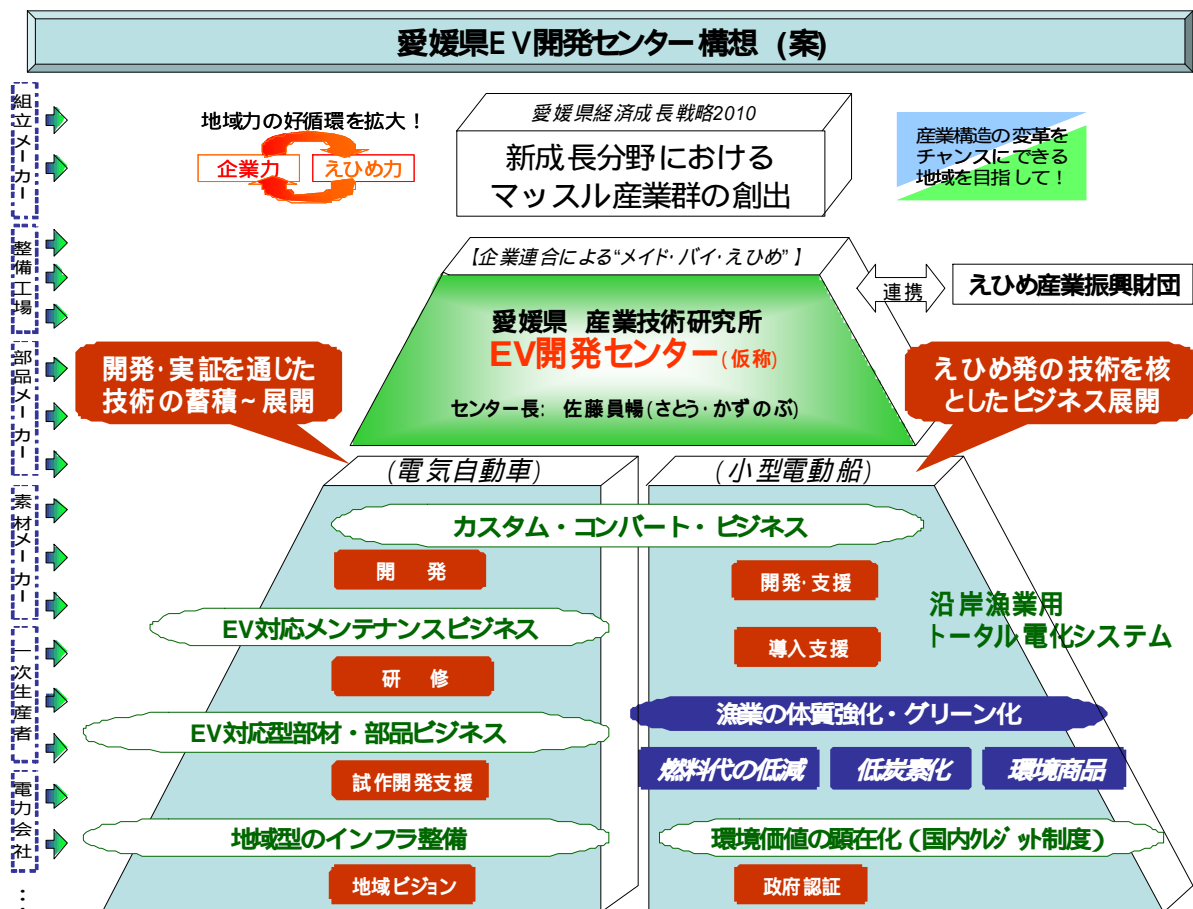 愛媛県EV開発センター構想 (案)
組立メーカー
整備工場
部品メーカー
素材メーカー
一次生産者
電力会社
・・・
地域力の好循環を拡大！
企業力
えひめ力
愛媛県経済成長戦略2010
新成長分野における
マッスル産業群の創出
産業構造の変革を
チャンスにできる
地域を目指して！
【企業連合による“メイド・バイ・えひめ”】
連携
えひめ産業振興財団
愛媛県 産業技術研究所
EV開発センター(仮称)
センター長: 佐藤員暢(さとう・かずのぶ)
開発・実証を通じた
技術の蓄積~展開
えひめ発の技術を核
としたビジネス展開
(電気自動車)
(小型電動船)
カスタム・コンバート・ビジネス
開 発
開発・支援
沿岸漁業用
トータル電化システム
EV対応メンテナンスビジネス
導入支援
研 修
漁業の体質強化・グリーン化
EV対応型部材・部品ビジネス
燃料代の低減
低炭素化
環境商品
試作開発支援
地域型のインフラ整備
環境価値の顕在化(国内クレジット制度)
地域ビジョン
政府認証